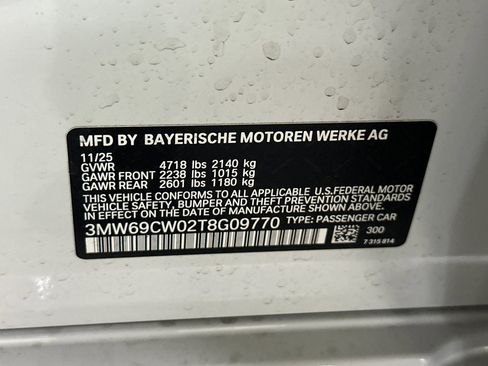 MFD BY BAYERISCHE MOTOREN WERKE AG
11/25
GVWR 4718 lbs 2140 kg
GAWR FRONT 2238 lbs 1015 kg
GAWR REAR 2601 lbs 1180 kg
THIS VEHICLE CONFORMS TO ALL APPLICABLE U.S.FEDERAL MOTOR
VEHICLE SAFETY, BUMPER, AND THEFT PREVENTION STANDARDS
IN EFFECT ON THE DATE OF MANUFACTURE SHOWN ABOVE.
3MW69CW02T8G09770 TYPE: PASSENGER CAR
300
7 315 814